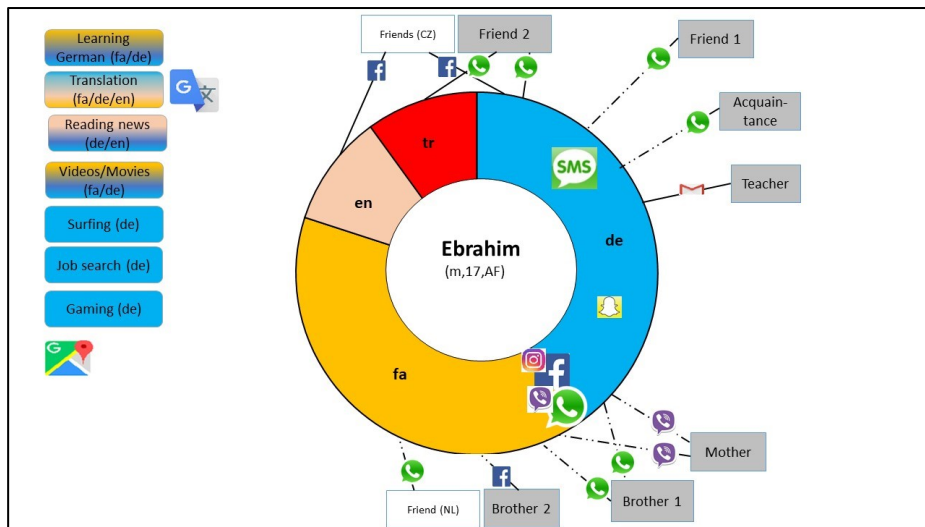 Learning
German (fa/de)
Translation
(fa/de/en)
G
文
Reading news
(de/en)
Videos/Movies
(fa/de)
Surfing (de)
Job search (de)
Gaming (de)
G
Friends (CZ)
Friend 2
Friend 1
Acquain-
tance
Teacher
f
f
SMS
tr
en
de
fa
Ebrahim
(m,17,AF)
f
Mother
Brother 1
f
Brother 2
Friend (NL)